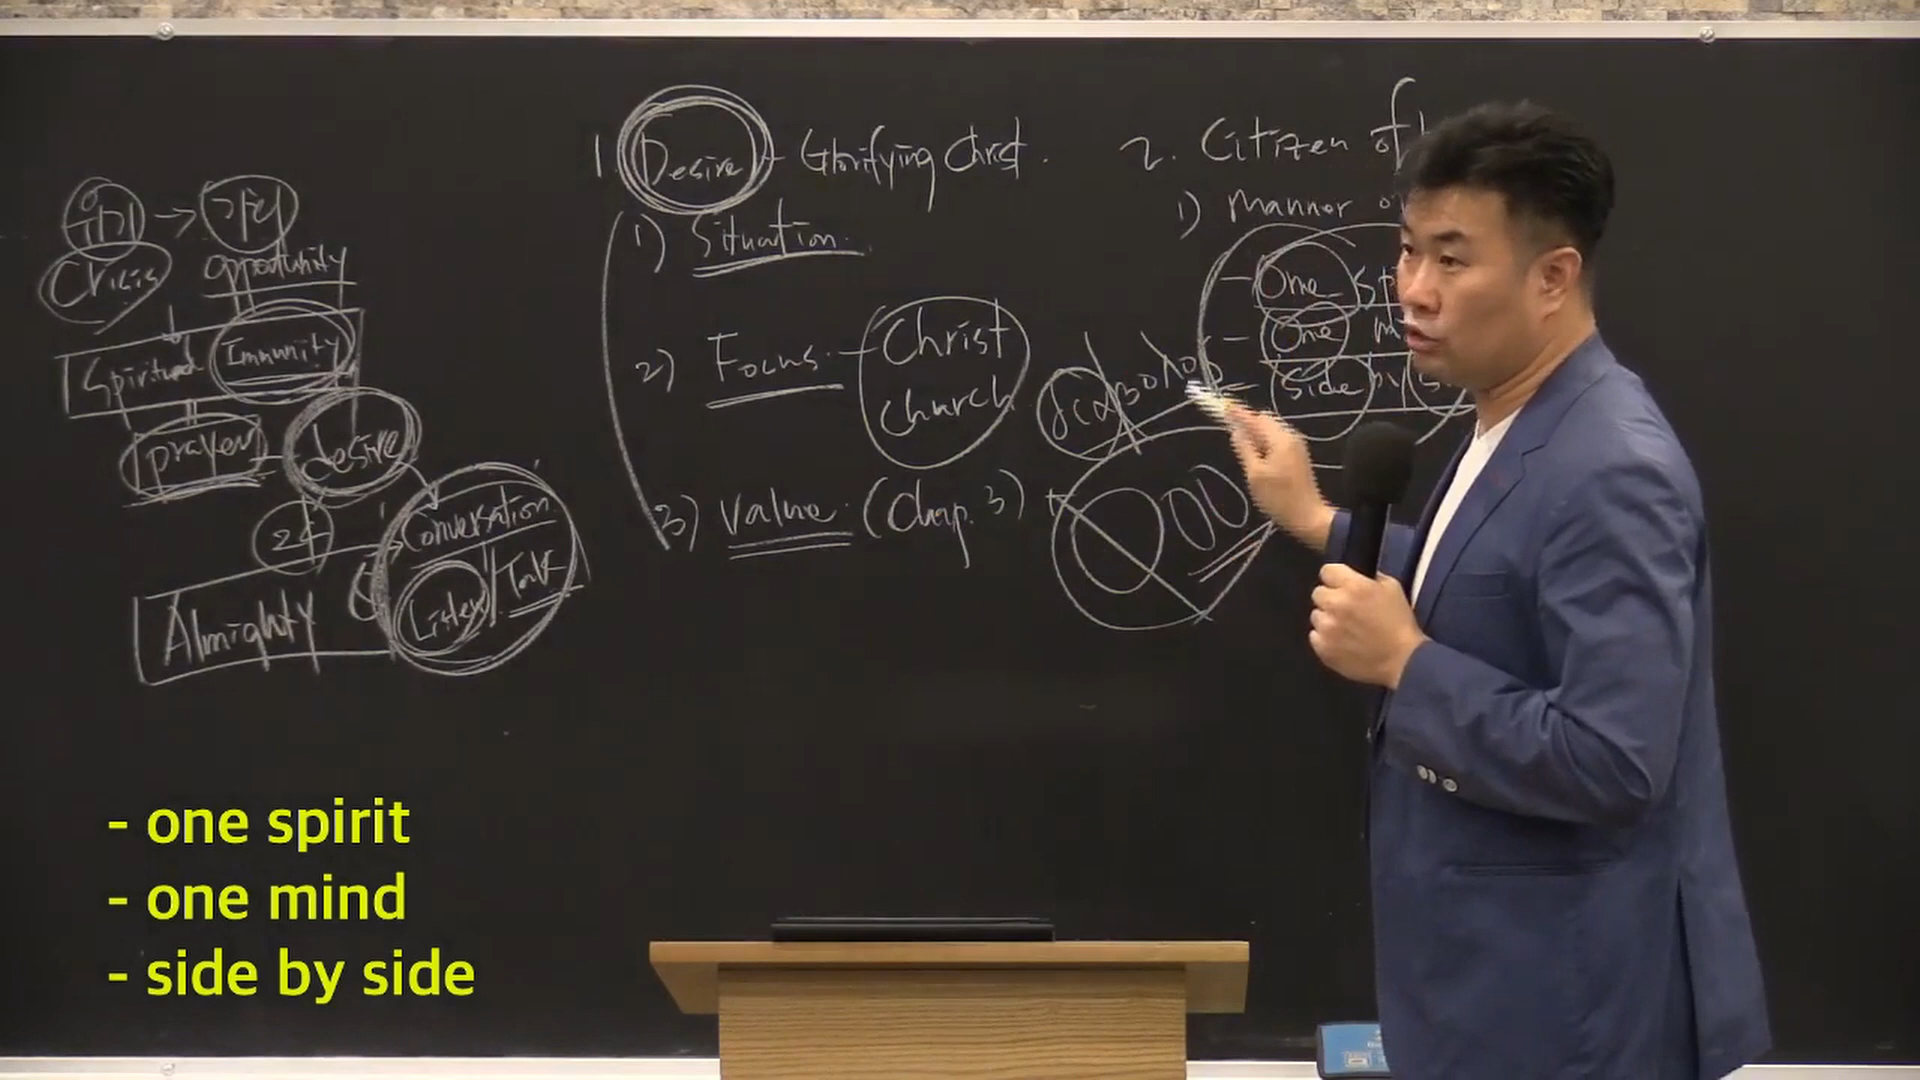 위기 → 기회
Crisis opportunity
Spiritual Immunity
prayer - desire
24
Conversation
Listen / Talk
Almighty
1. Desire - Glorifying Christ.
1) Situation.
2) Focus. - Christ
church
3) Value. (Chap. 3)
2. Citizen of
1) Manner of
- One
- One
- Side by
- one spirit
- one mind
- side by side